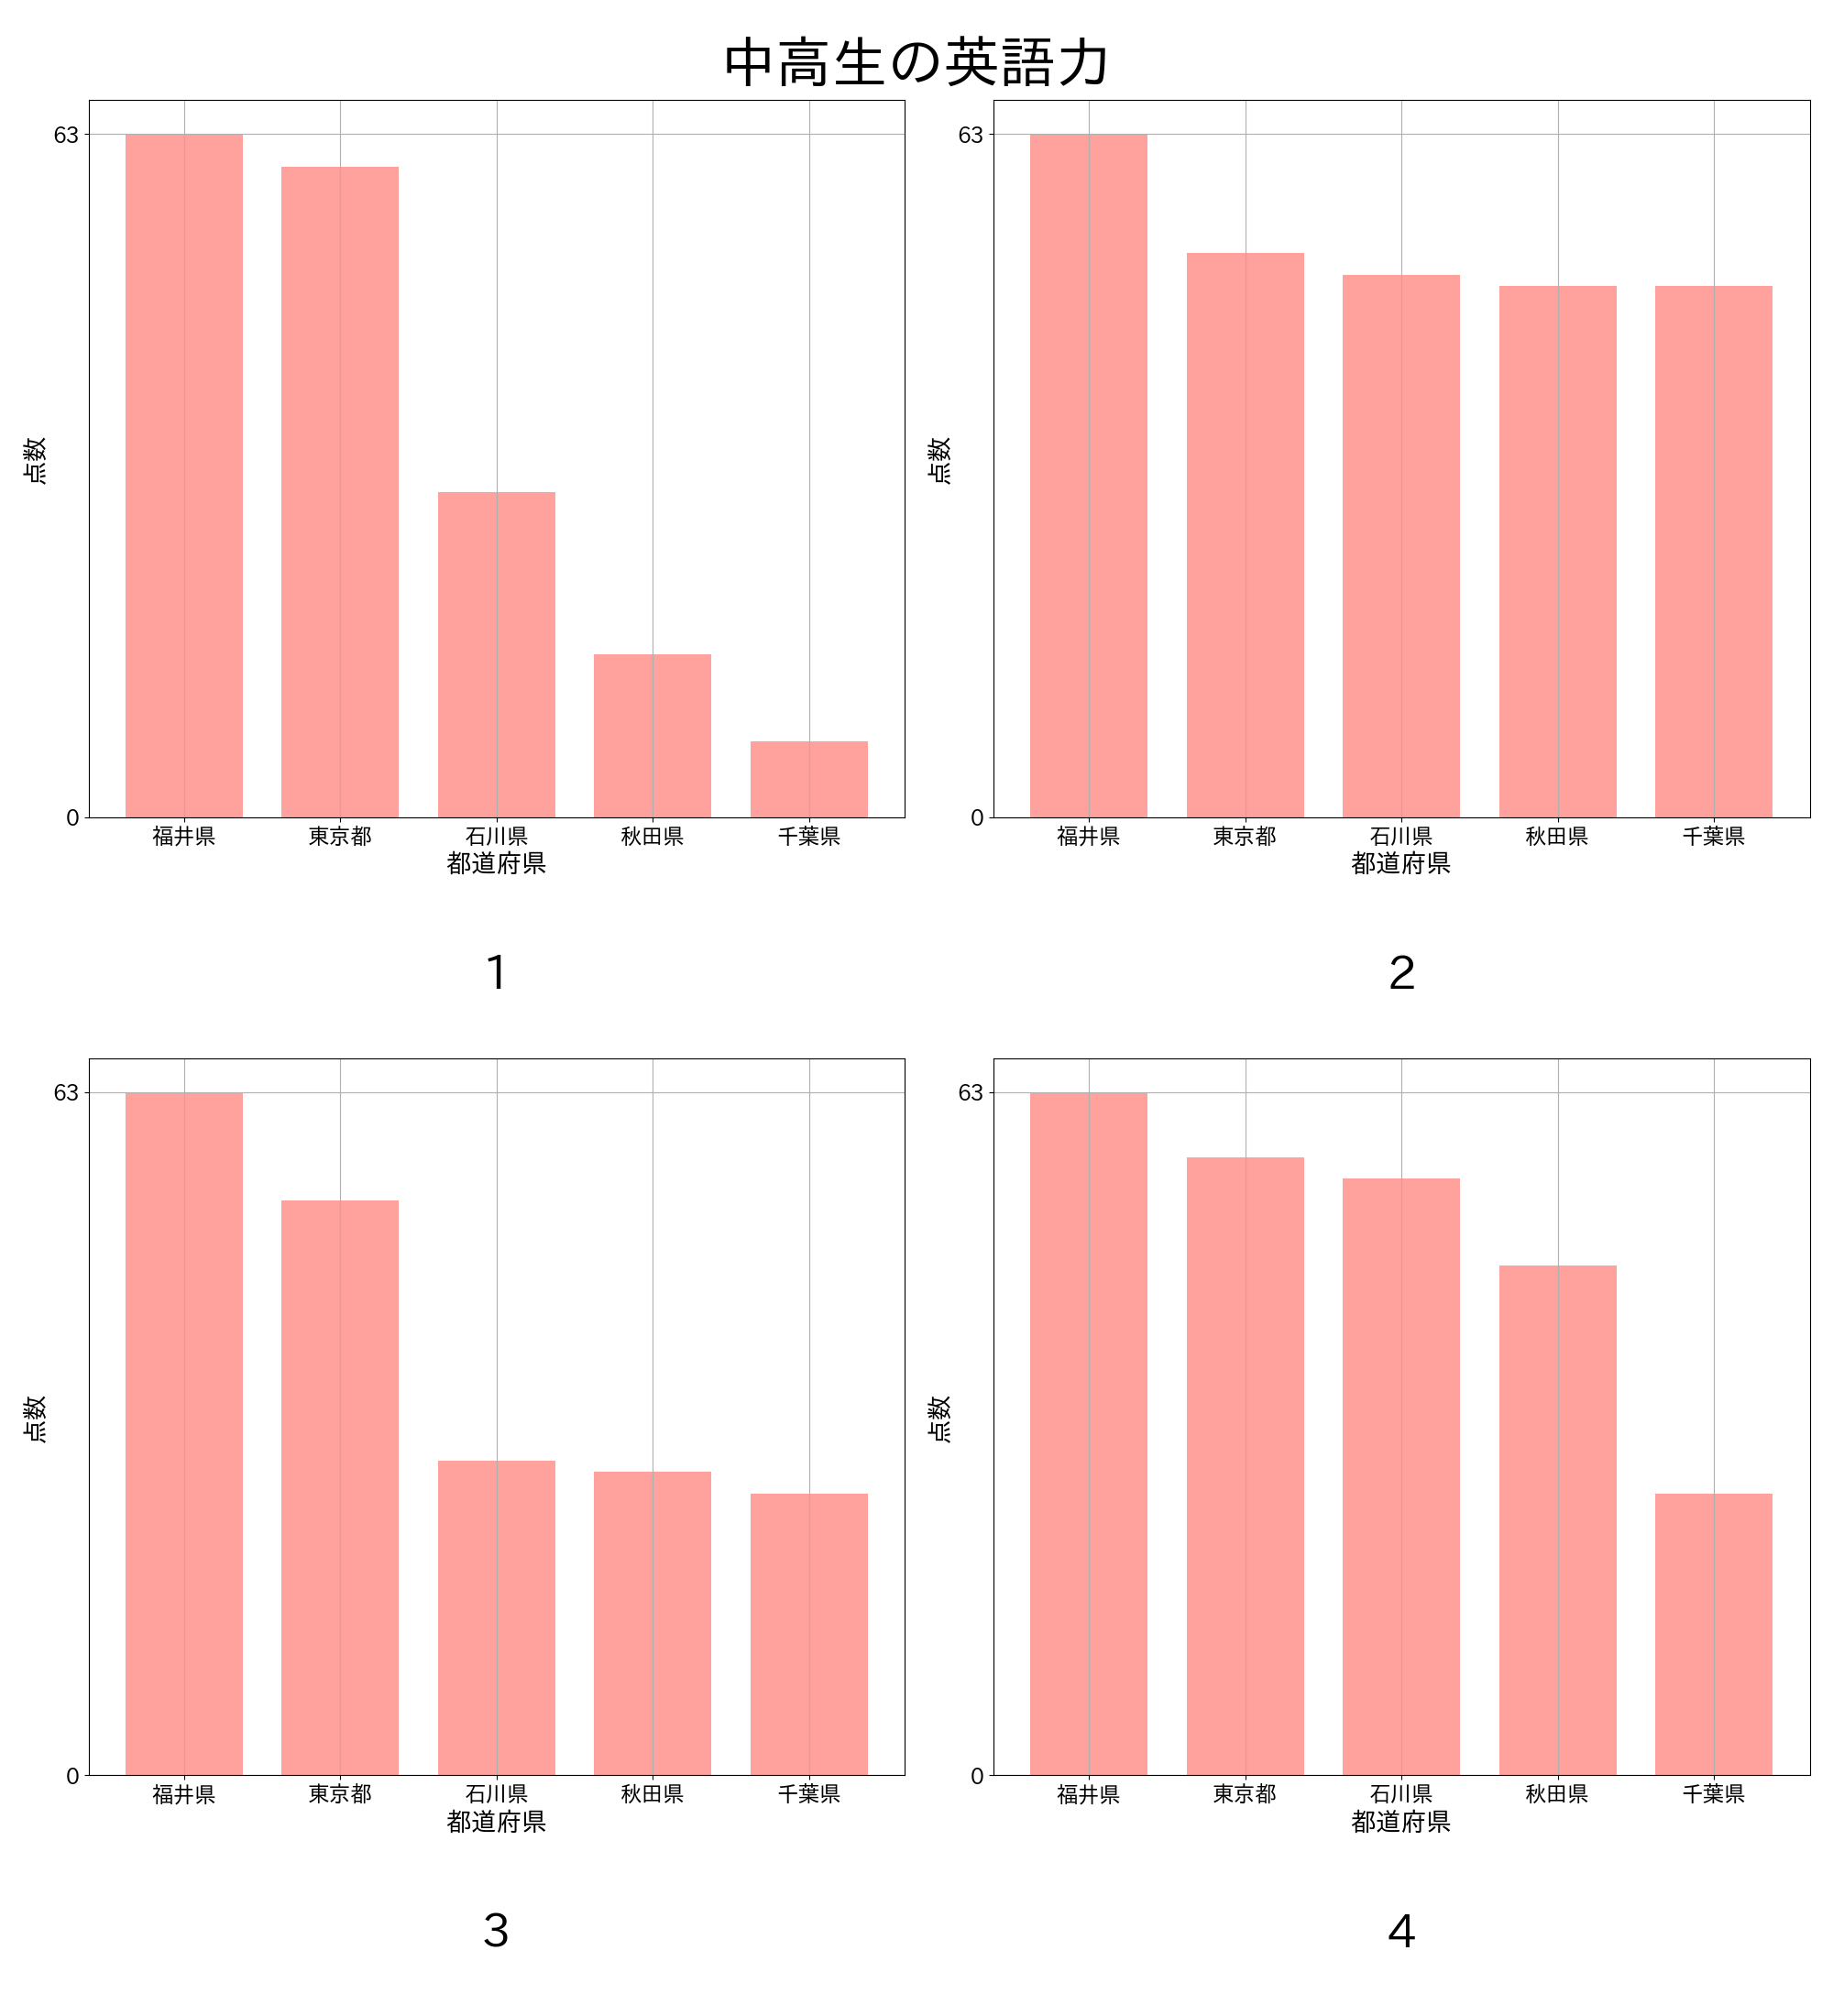 中高生の英語力
63
点数
0
福井県 東京都 石川県 秋田県 千葉県
都道府県
1
63
点数
0
福井県 東京都 石川県 秋田県 千葉県
都道府県
2
63
点数
0
福井県 東京都 石川県 秋田県 千葉県
都道府県
3
63
点数
0
福井県 東京都 石川県 秋田県 千葉県
都道府県
4